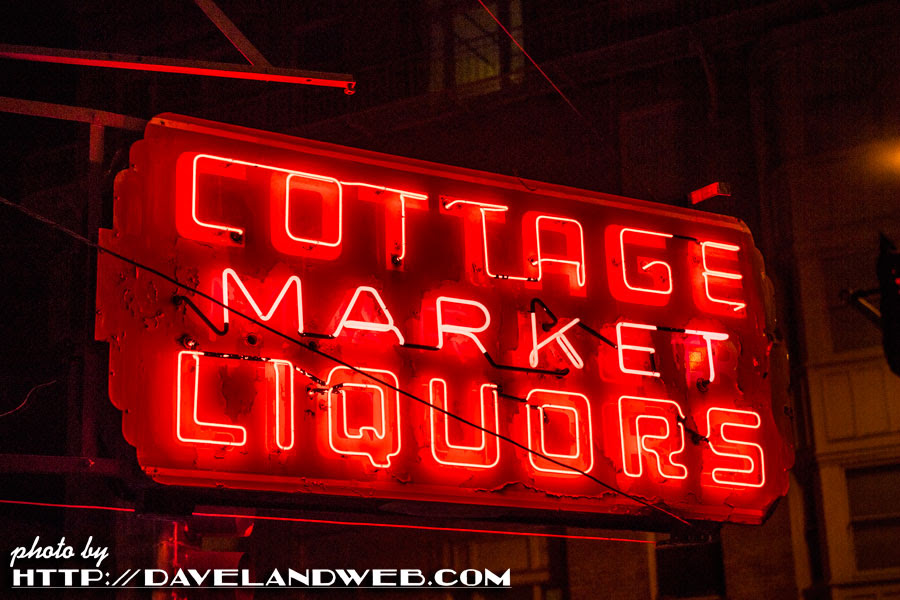 COTTAGE
MARKET
LIQUORS
photo by
HTTP://DAVELANDWEB.COM